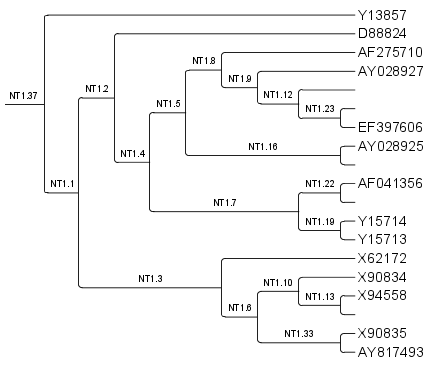 Y13857
D88824
NT1.37
NT1.2
AF275710
NT1.8
AY028927
NT1.9
NT1.12
NT1.5
NT1.23
EF397606
AY028925
NT1.16
NT1.4
AF041356
NT1.22
NT1.1
NT1.7
Y15714
NT1.19
Y15713
X62172
NT1.3
X90834
NT1.10
X94558
NT1.13
NT1.6
X90835
NT1.33
AY817493